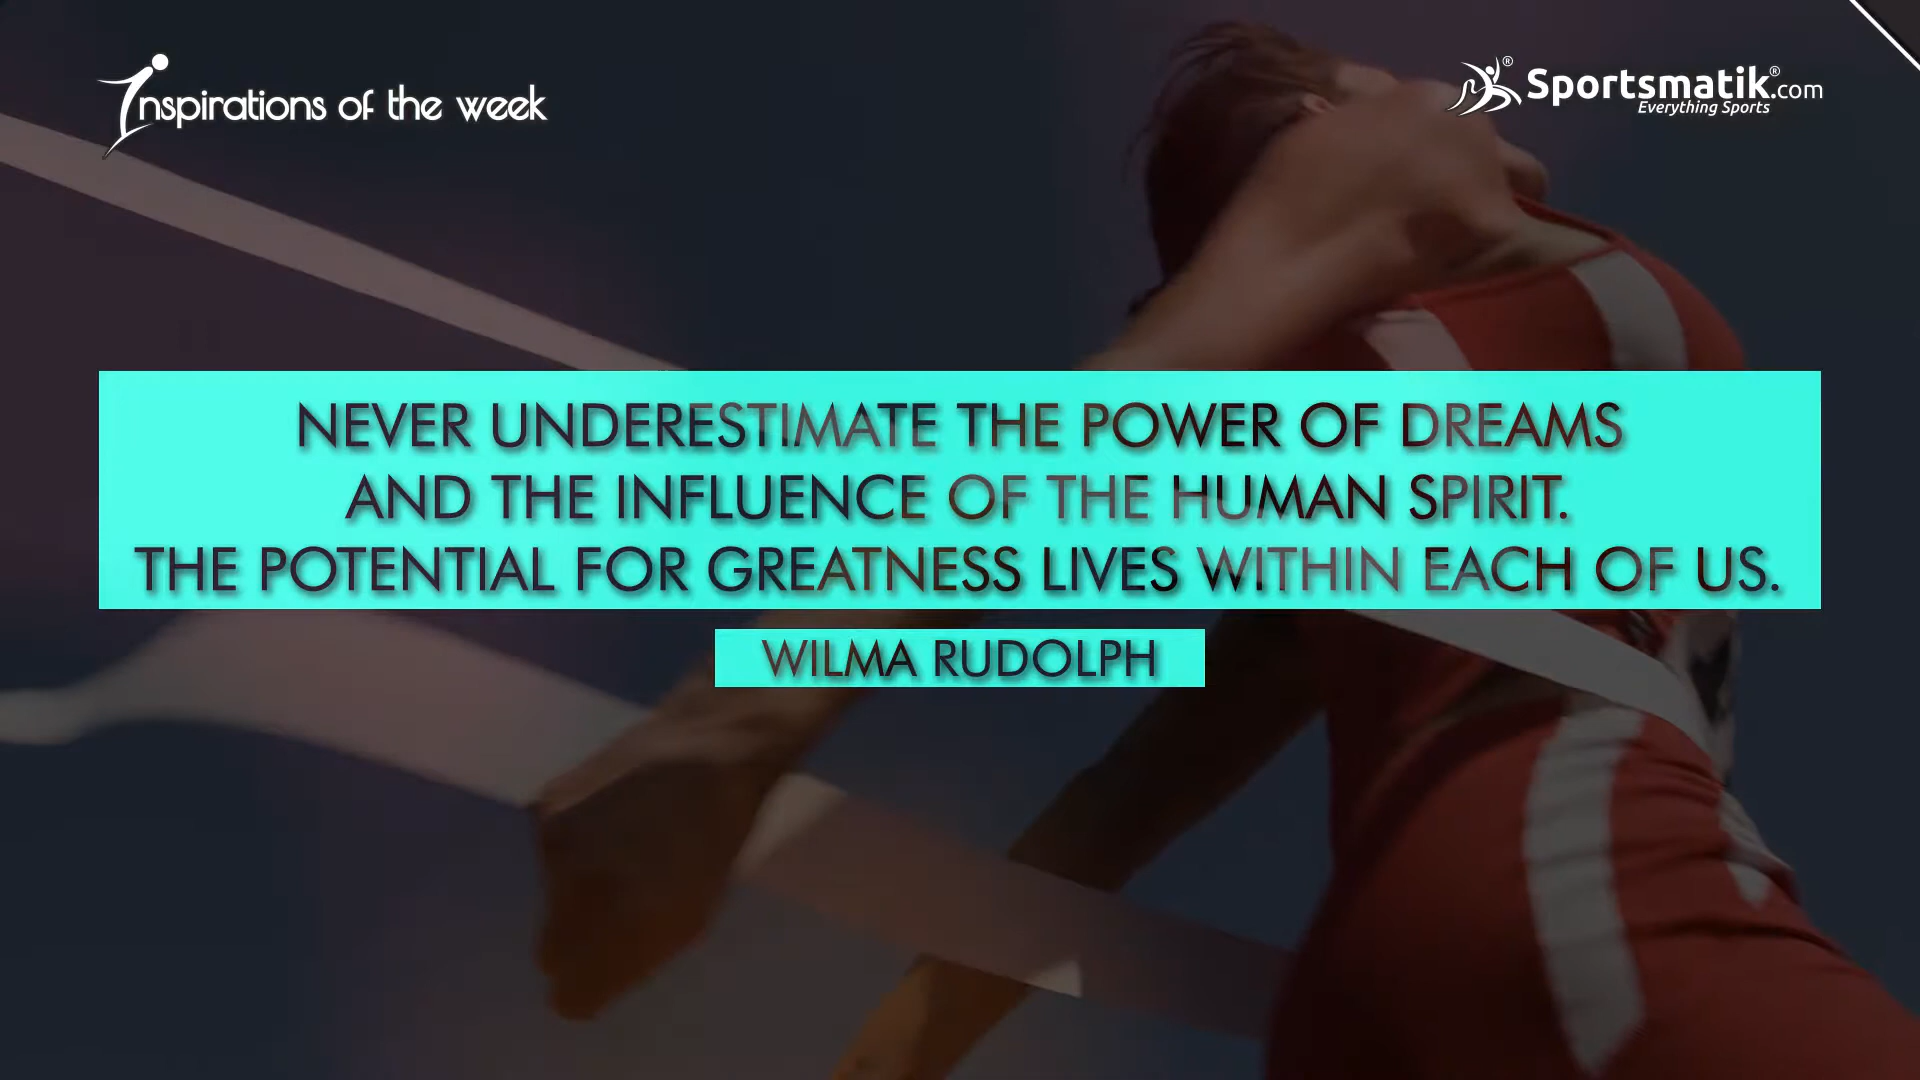 Inspirations of the week
Sportsmatik®.com
Everything Sports
NEVER UNDERESTIMATE THE POWER OF DREAMS
AND THE INFLUENCE OF THE HUMAN SPIRIT.
THE POTENTIAL FOR GREATNESS LIVES WITHIN EACH OF US.
WILMA RUDOLPH